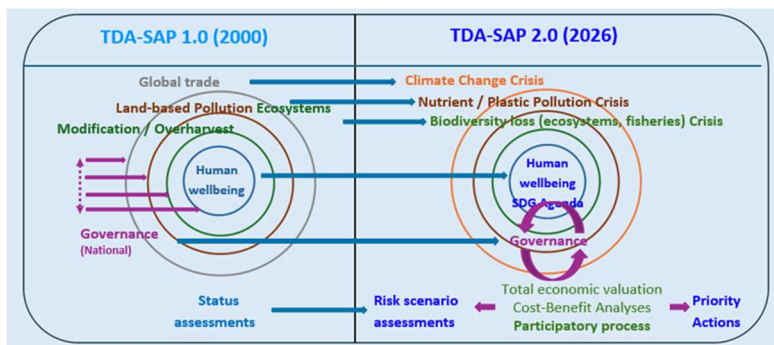 TDA-SAP 1.0 (2000)
TDA-SAP 2.0 (2026)
Global trade
Climate Change Crisis
Land-based Pollution Ecosystems
Nutrient / Plastic Pollution Crisis
Modification / Overharvest
Biodiversity loss (ecosystems, fisheries) Crisis
Human
wellbeing
Human
wellbeing
SDG Agenda
Governance
(National)
Governance
Status
assessments
Risk scenario
assessments
Total economic valuation
Cost-Benefit Analyses
Participatory process
Priority
Actions